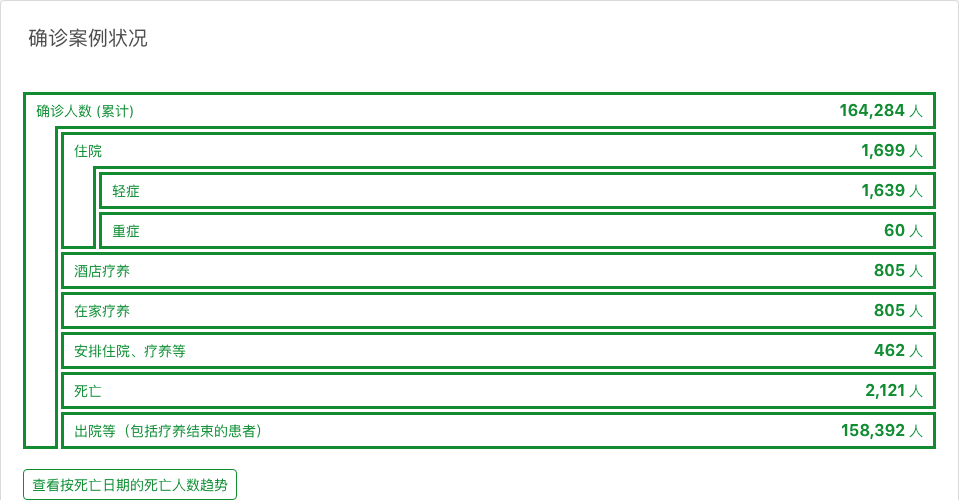 确诊案例状况
确诊人数 (累计) 164,284 人
住院 1,699 人
轻症 1,639 人
重症 60 人
酒店疗养 805 人
在家疗养 805 人
安排住院、疗养等 462 人
死亡 2,121 人
出院等（包括疗养结束的患者） 158,392 人
查看按死亡日期的死亡人数趋势